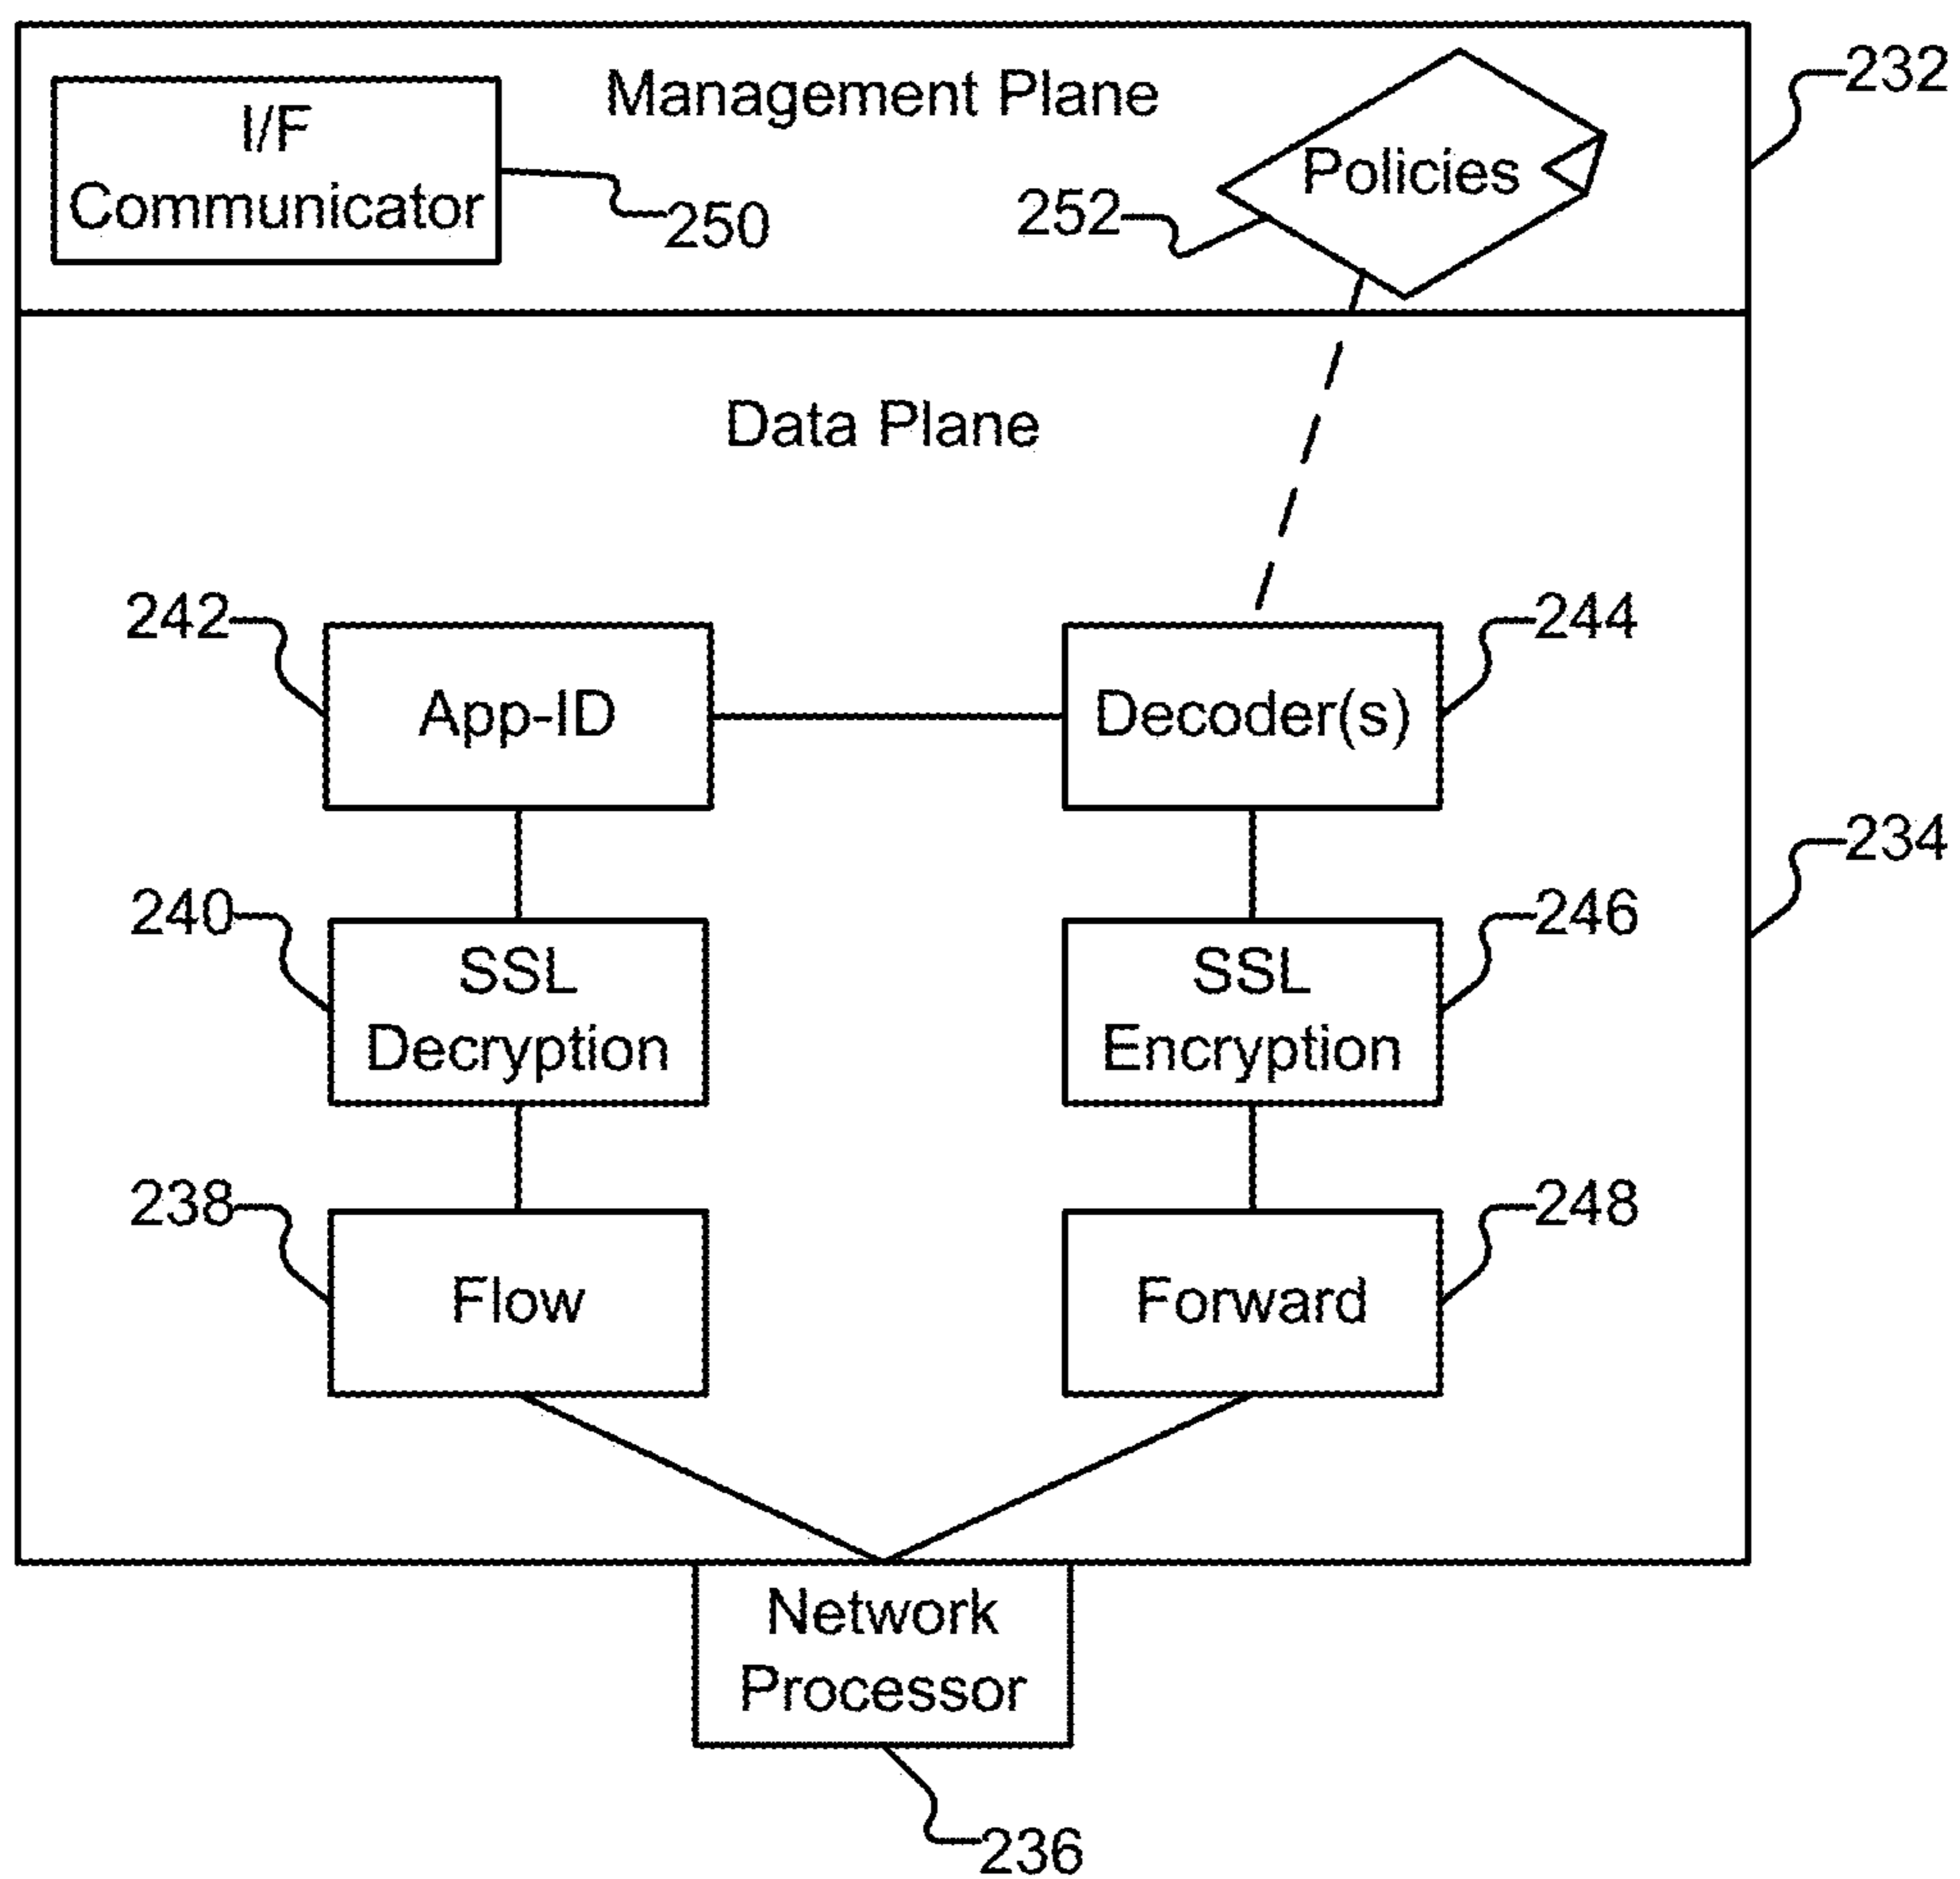 232
Management Plane
I/F
Communicator
250
252
Policies
Data Plane
242
App-ID
Decoder(s)
244
234
240
SSL
Decryption
SSL
Encryption
246
238
Flow
Forward
248
Network
Processor
236